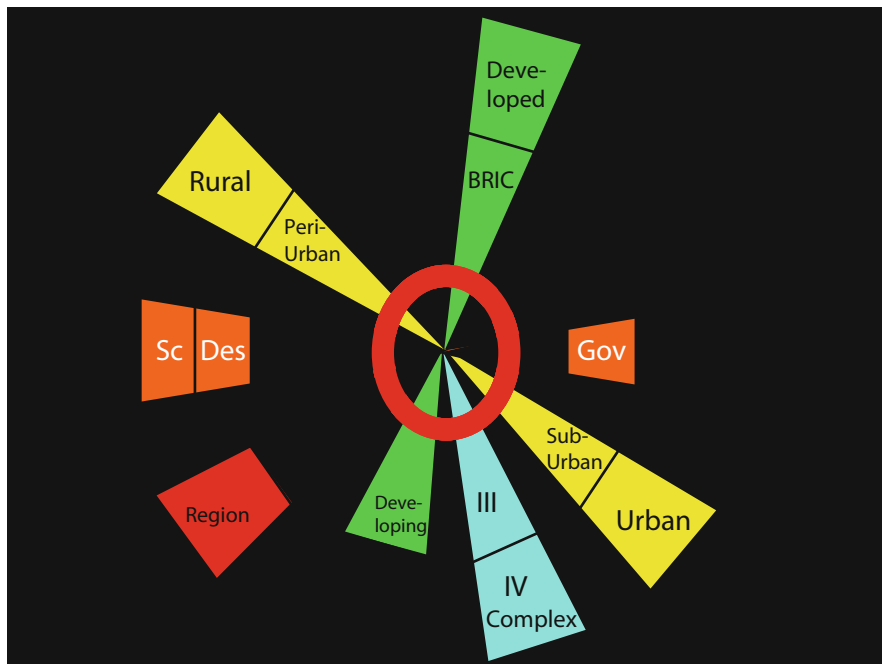 Deve-
loped
BRIC
Rural
Peri-
Urban
Sc
Des
Gov
Sub-
Urban
Region
Deve-
loping
III
Urban
IV
Complex